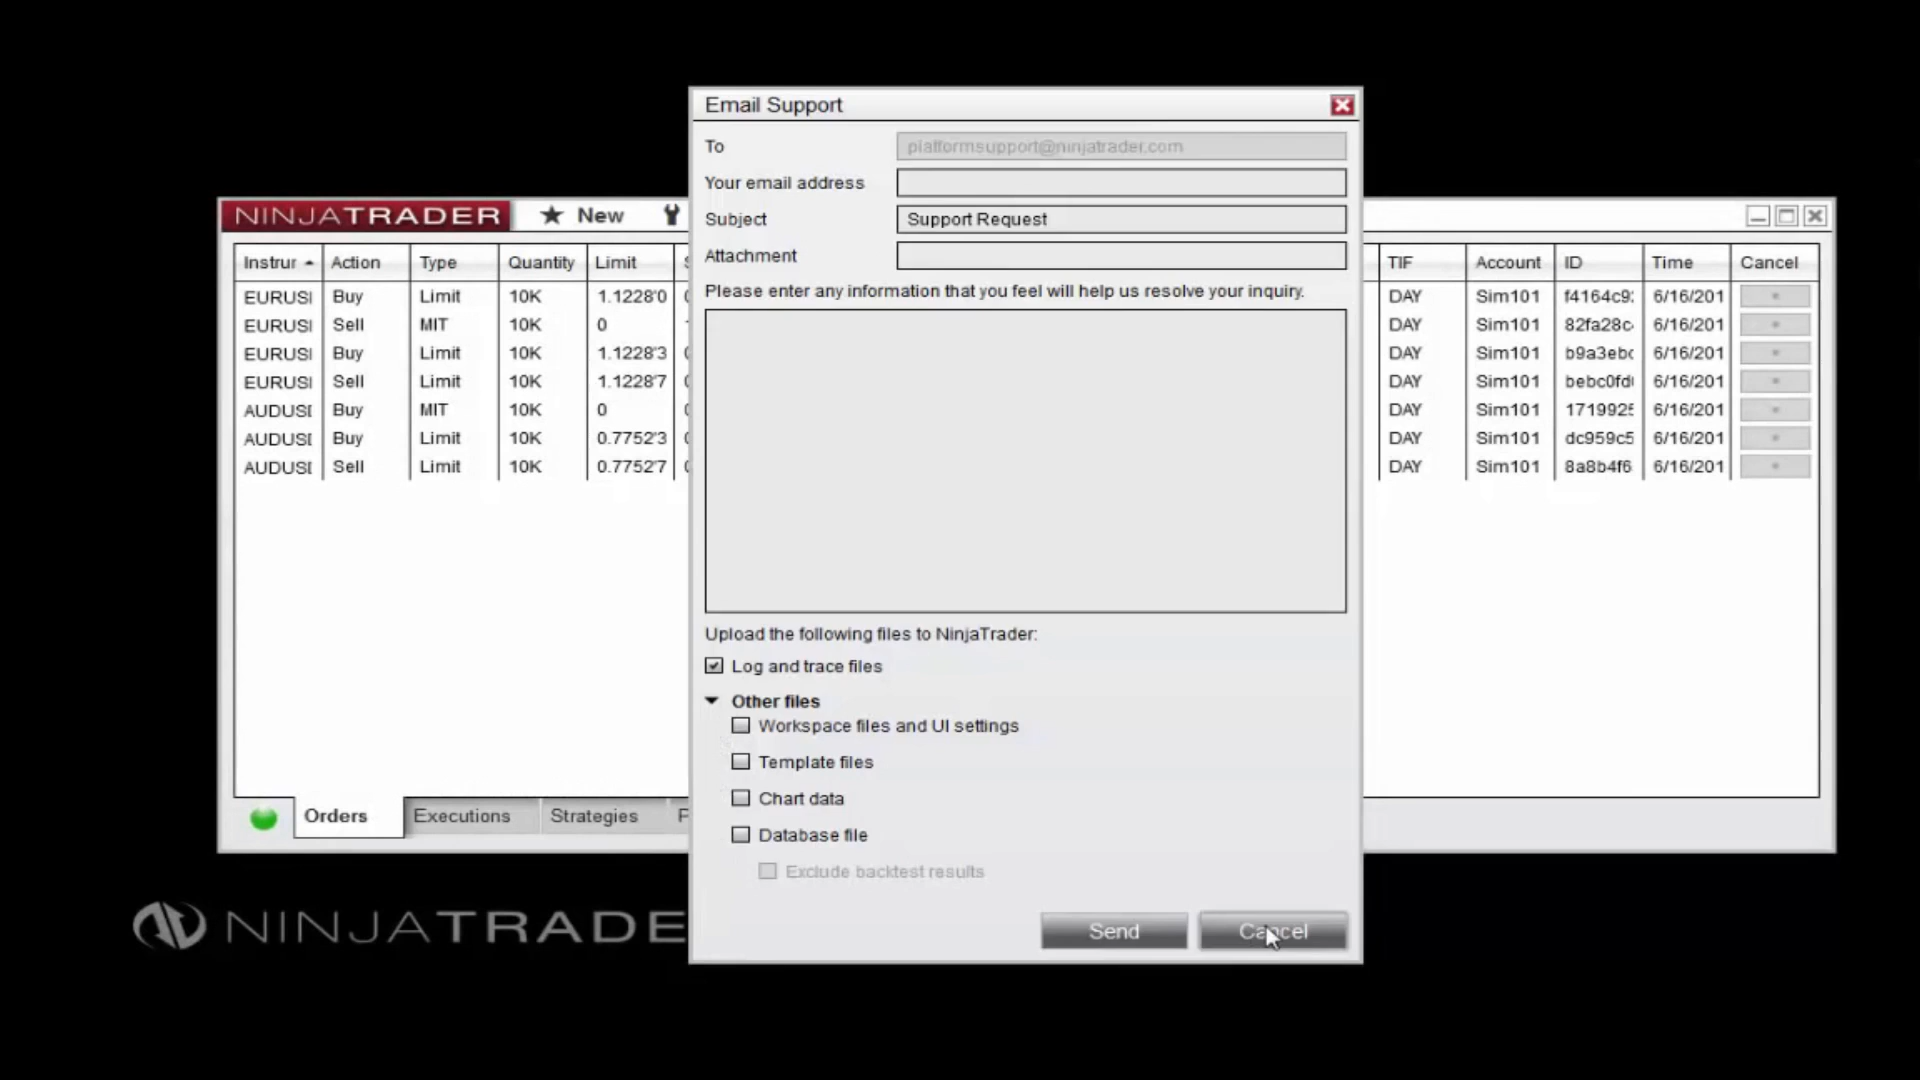 Email Support
To platformsupport@ninjatrader.com
Your email address
Subject Support Request
Attachment
Please enter any information that you feel will help us resolve your inquiry.
Upload the following files to NinjaTrader:
Log and trace files
Other files
Workspace files and UI settings
Template files
Chart data
Database file
Exclude backtest results
Send Cancel
NINJATRADER New
Instrur Action Type Quantity Limit TIF Account ID Time Cancel
EURUSI Buy Limit 10K 1.1228'0 DAY Sim101 f4164c9 6/16/201
EURUSI Sell MIT 10K 0 DAY Sim101 82fa28c 6/16/201
EURUSI Buy Limit 10K 1.1228'3 DAY Sim101 b9a3ebc 6/16/201
EURUSI Sell Limit 10K 1.1228'7 DAY Sim101 bebc0fd 6/16/201
AUDUSD Buy MIT 10K 0 DAY Sim101 1719925 6/16/201
AUDUSD Buy Limit 10K 0.7752'3 DAY Sim101 dc959c5 6/16/201
AUDUSD Sell Limit 10K 0.7752'7 DAY Sim101 8a8b4f6 6/16/201
Orders Executions Strategies
NINJATRADE